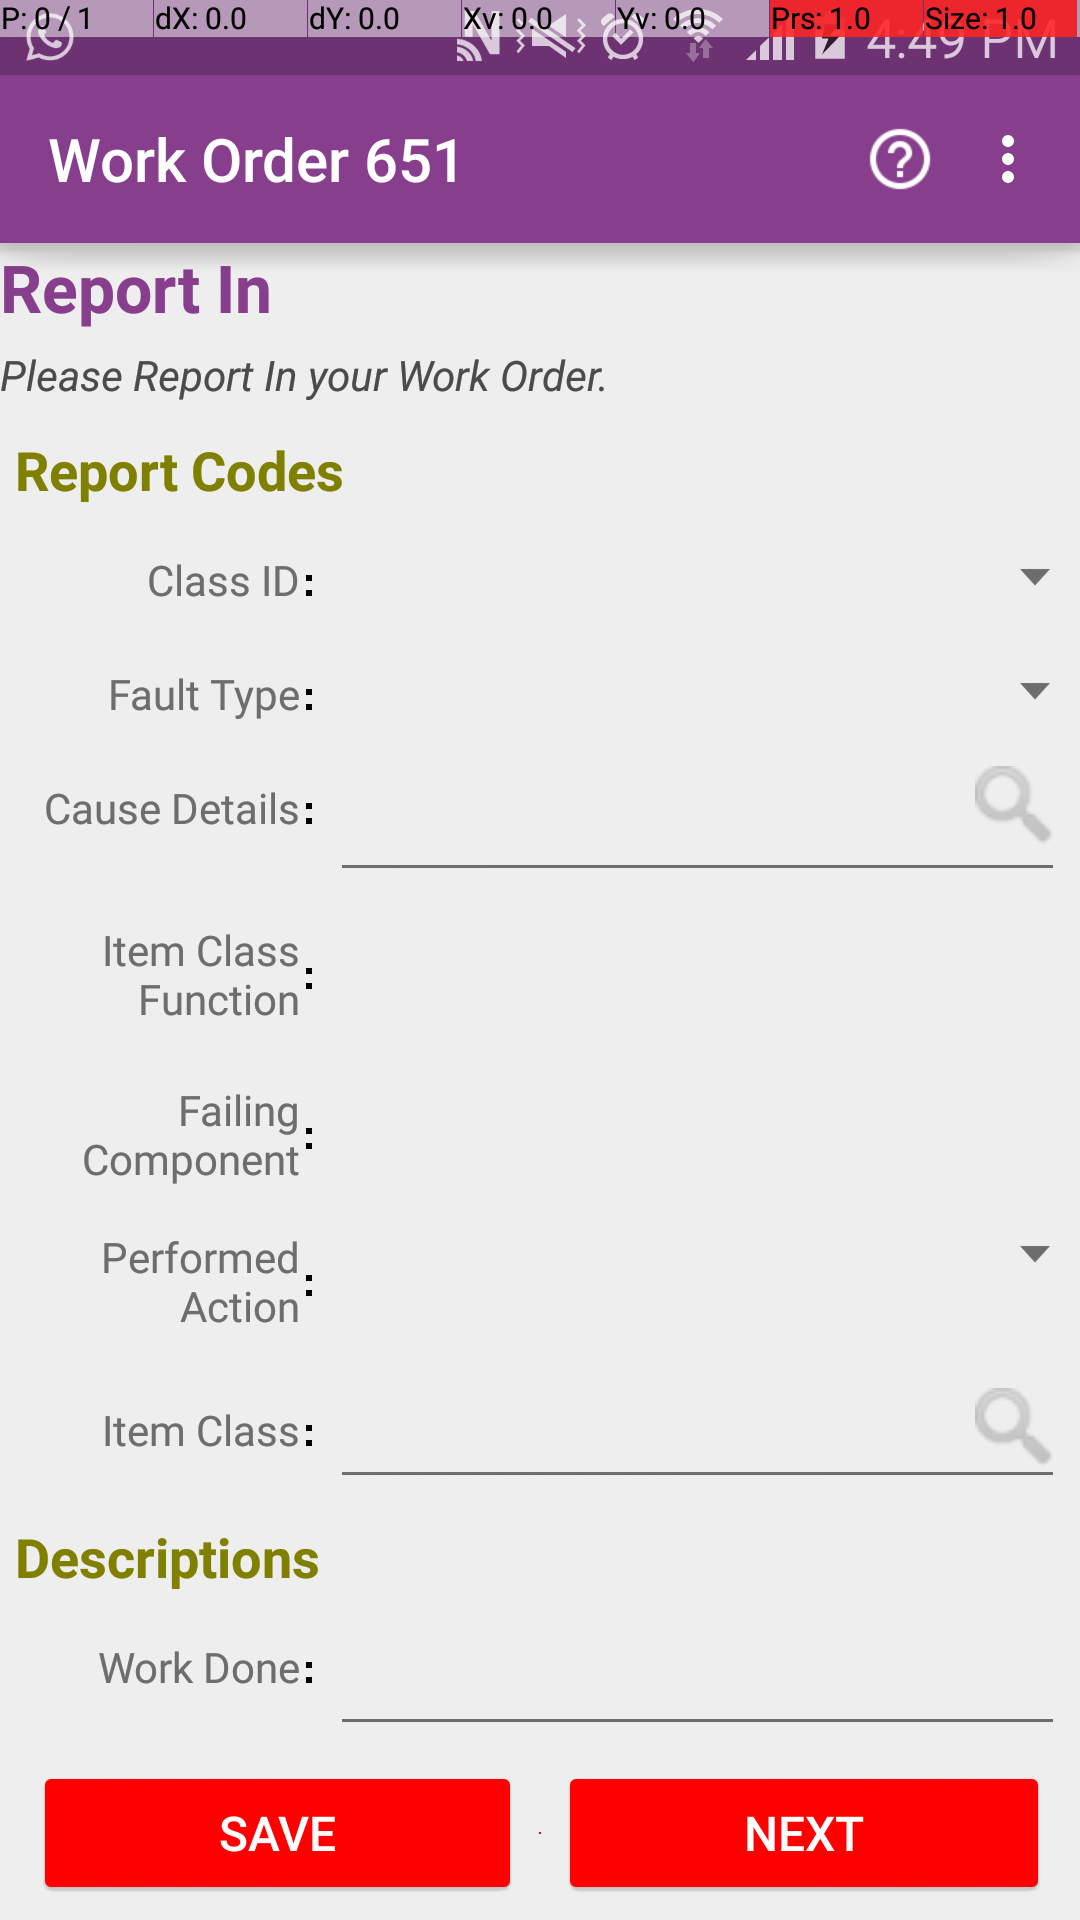 P: 0 / 1 dX: 0.0 dY: 0.0 Xv: 0.0 Yv: 0.0 Prs: 1.0 Size: 1.0
4:49 PM
Work Order 651
Report In
Please Report In your Work Order.
Report Codes
Class ID:
Fault Type:
Cause Details:
Item Class
Function:
Failing
Component:
Performed
Action:
Item Class:
Descriptions
Work Done:
SAVE NEXT